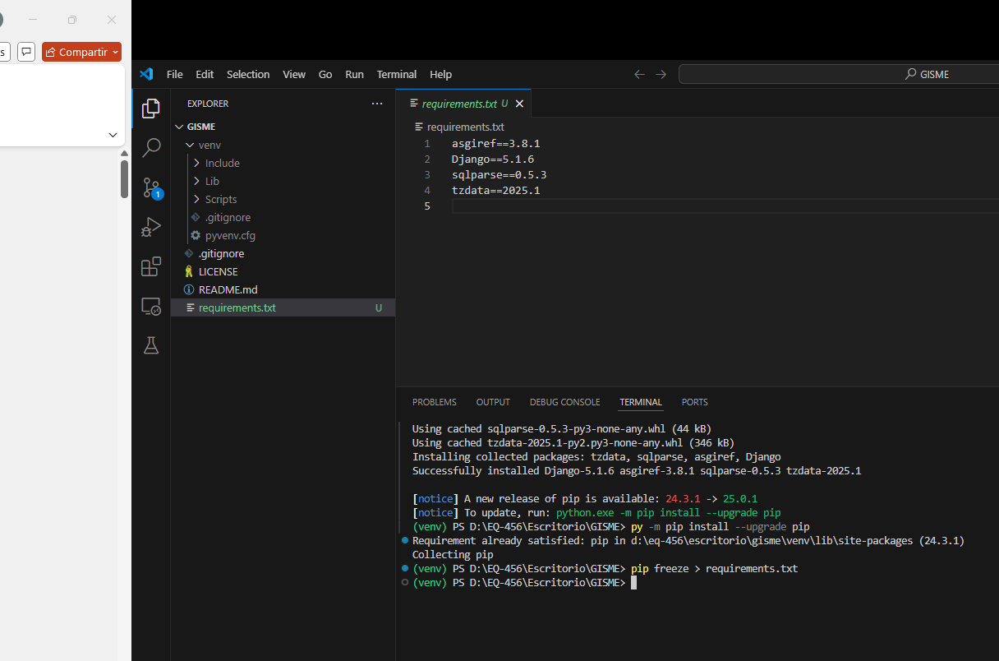 s
Compartir
File Edit Selection View Go Run Terminal Help
GISME
EXPLORER
GISME
venv
Include
Lib
Scripts
.gitignore
pyvenv.cfg
.gitignore
LICENSE
README.md
requirements.txt U
1
requirements.txt U
requirements.txt
1 asgiref==3.8.1
2 Django==5.1.6
3 sqlparse==0.5.3
4 tzdata==2025.1
5
PROBLEMS OUTPUT DEBUG CONSOLE TERMINAL PORTS
Using cached sqlparse-0.5.3-py3-none-any.whl (44 kB)
Using cached tzdata-2025.1-py2.py3-none-any.whl (346 kB)
Installing collected packages: tzdata, sqlparse, asgiref, Django
Successfully installed Django-5.1.6 asgiref-3.8.1 sqlparse-0.5.3 tzdata-2025.1
[notice] A new release of pip is available: 24.3.1 -> 25.0.1
[notice] To update, run: python.exe -m pip install --upgrade pip
(venv) PS D:\EQ-456\Escritorio\GISME> py -m pip install --upgrade pip
Requirement already satisfied: pip in d:\eq-456\escritorio\gisme\venv\lib\site-packages (24.3.1)
Collecting pip
(venv) PS D:\EQ-456\Escritorio\GISME> pip freeze > requirements.txt
(venv) PS D:\EQ-456\Escritorio\GISME>